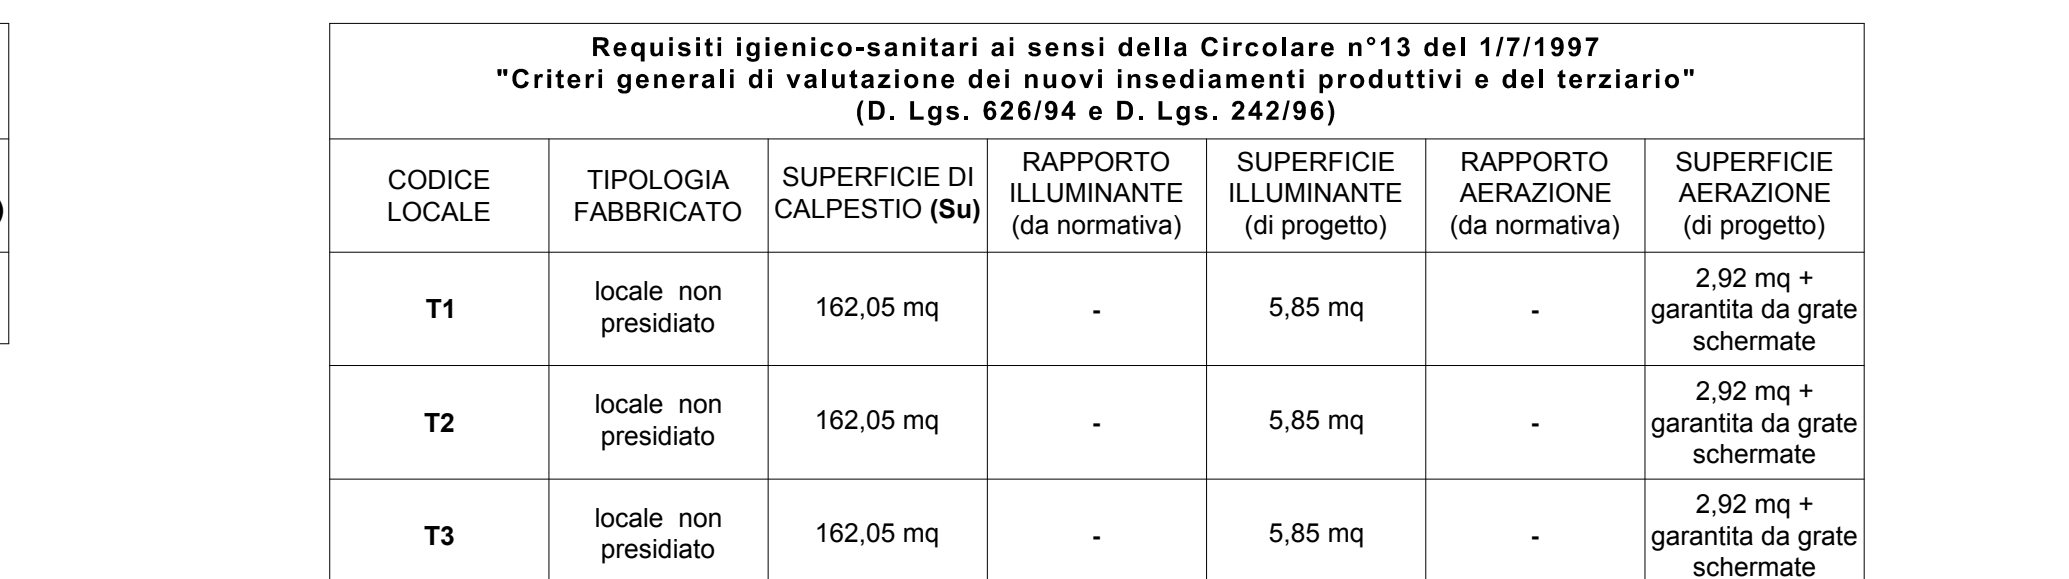 Requisiti igienico-sanitari ai sensi della Circolare n°13 del 1/7/1997
"Criteri generali di valutazione dei nuovi insediamenti produttivi e del terziario"
(D. Lgs. 626/94 e D. Lgs. 242/96)
CODICE
LOCALE
TIPOLOGIA
FABBRICATO
SUPERFICIE DI
CALPESTIO (Su)
RAPPORTO
ILLUMINANTE
(da normativa)
SUPERFICIE
ILLUMINANTE
(di progetto)
RAPPORTO
AERAZIONE
(da normativa)
SUPERFICIE
AERAZIONE
(di progetto)
)
T1
locale non
presidiato
162,05 mq
-
5,85 mq
-
2,92 mq +
garantita da grate
schermate
T2
locale non
presidiato
162,05 mq
-
5,85 mq
-
2,92 mq +
garantita da grate
schermate
T3
locale non
presidiato
162,05 mq
-
5,85 mq
-
2,92 mq +
garantita da grate
schermate